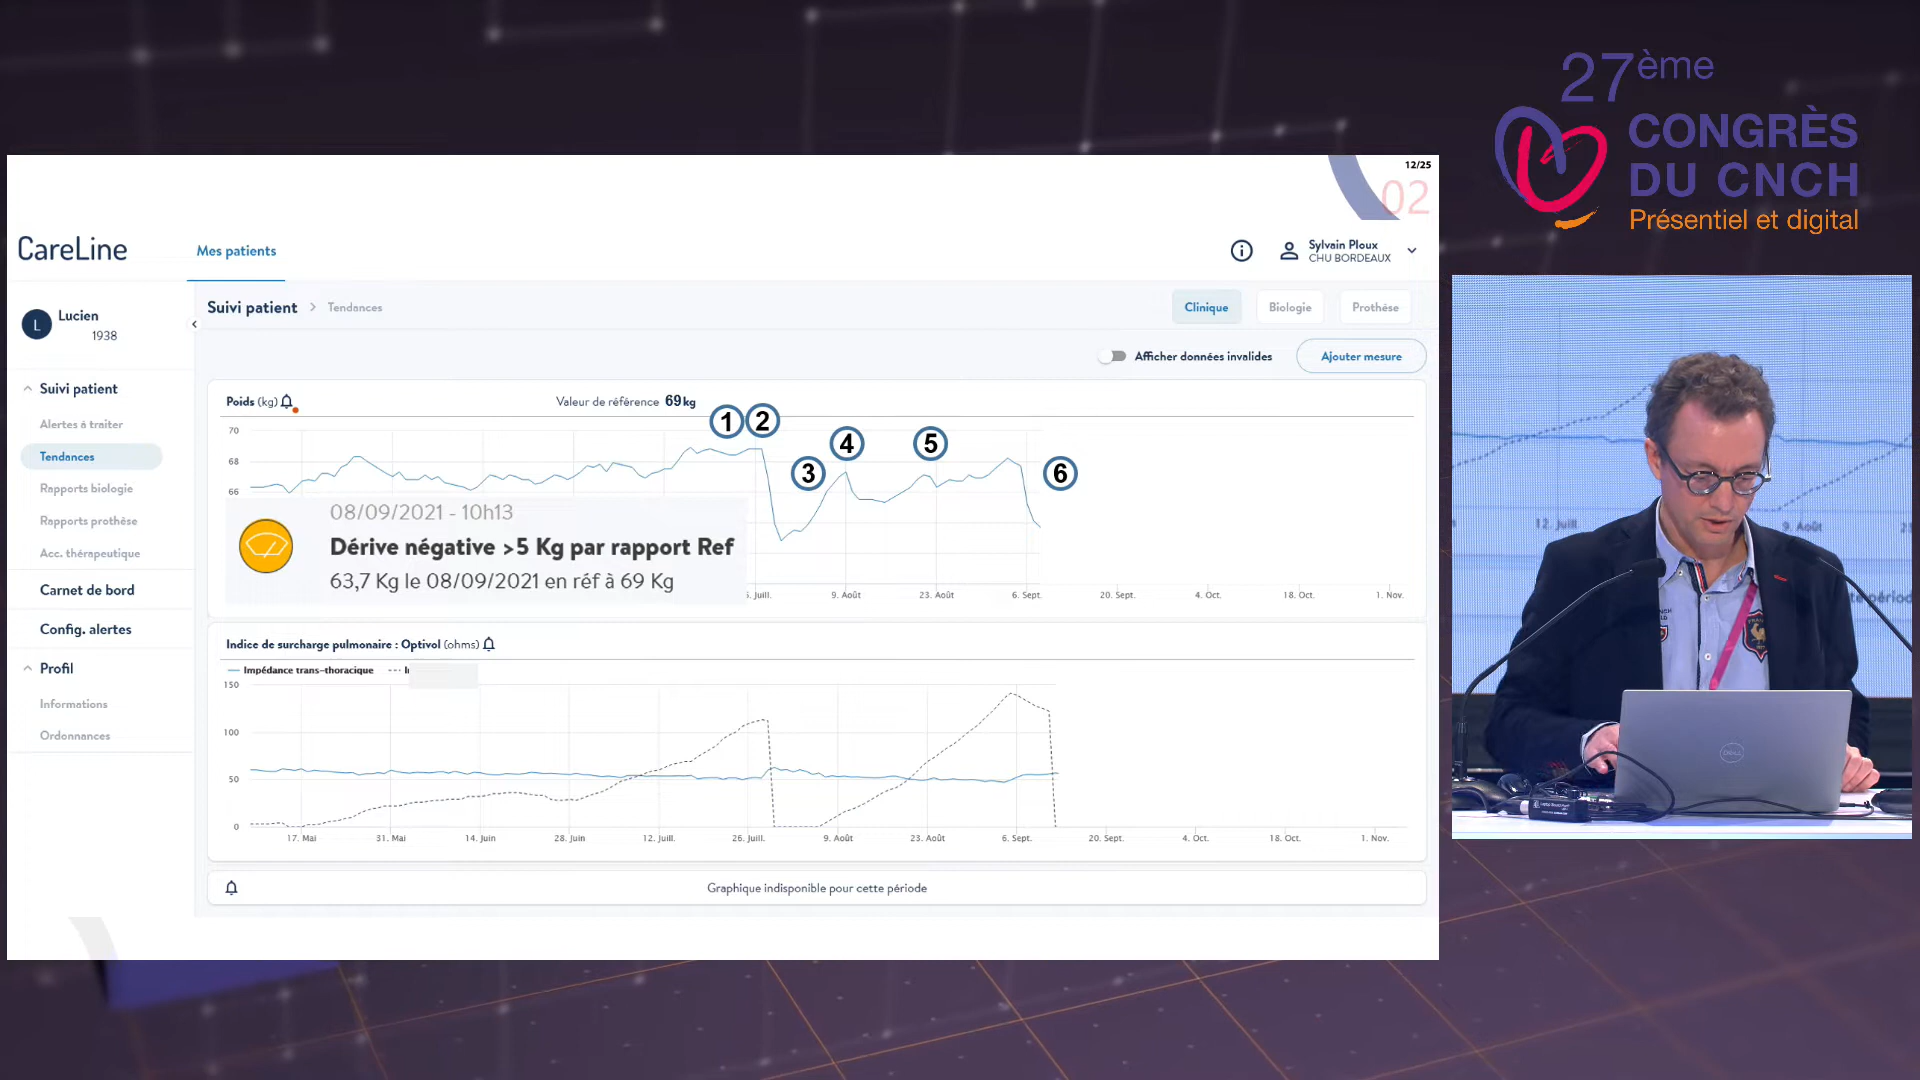 27ème
CONGRÈS
DU CNCH
Présentiel et digital
12/25
02
CareLine
Mes patients
Sylvain Ploux
CHU BORDEAUX
L
Lucien
1938
Suivi patient
Alertes à traiter
Tendances
Rapports biologie
Rapports prothèse
Acc. thérapeutique
Carnet de bord
Config. alertes
Profil
Informations
Ordonnances
Suivi patient > Tendances
Clinique
Biologie
Prothèse
Afficher données invalides
Ajouter mesure
Poids (kg)
Valeur de référence 69 kg
70
68
66
1
2
3
4
5
6
08/09/2021 - 10h13
Dérive négative >5 Kg par rapport Ref
63,7 Kg le 08/09/2021 en réf à 69 Kg
Juill.
9. Août
23. Août
6. Sept.
20. Sept.
4. Oct.
18. Oct.
1. Nov.
Indice de surcharge pulmonaire : Optivol (ohms)
Impédance trans-thoracique
150
100
50
0
17. Mai
31. Mai
14. Juin
28. Juin
12. Juill.
26. Juill.
9. Août
23. Août
6. Sept.
20. Sept.
4. Oct.
18. Oct.
1. Nov.
Graphique indisponible pour cette période
12. Juill
9. Août
DELL